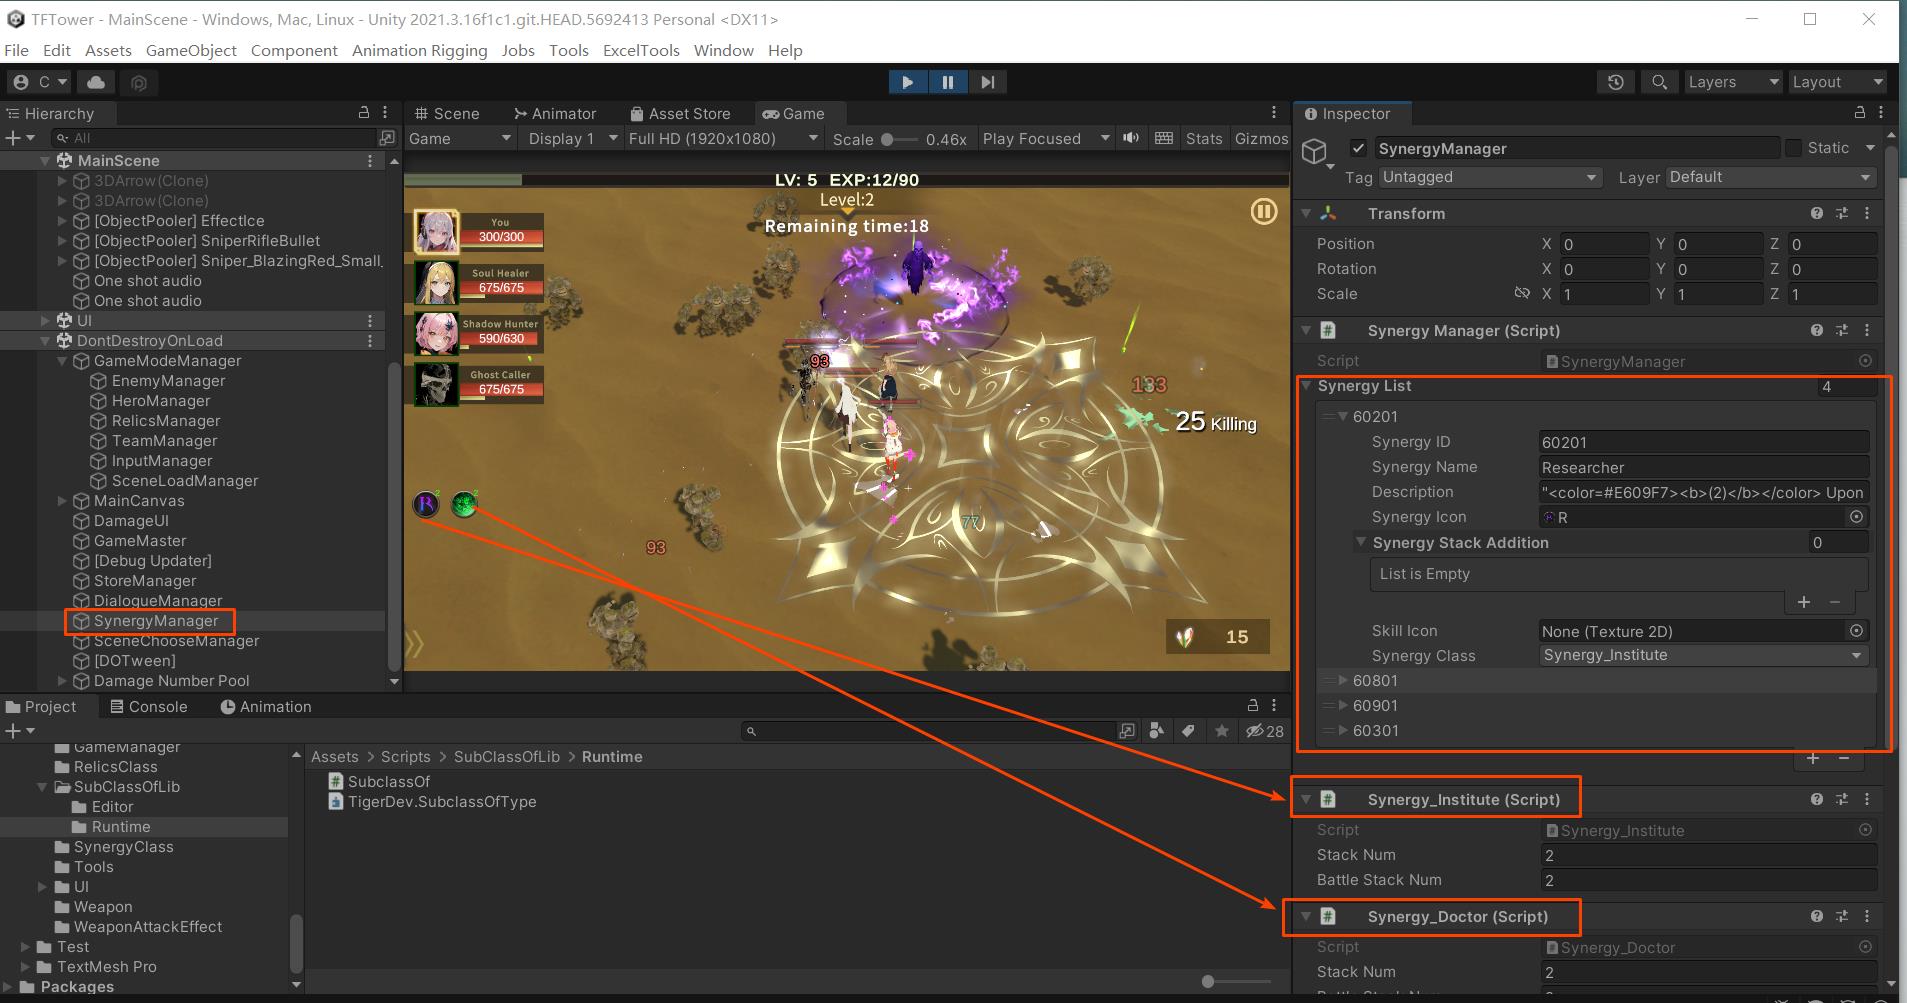 TFTower - MainScene - Windows, Mac, Linux - Unity 2021.3.16f1c1.git.HEAD.5692413 Personal <DX11>
File Edit Assets GameObject Component Animation Rigging Jobs Tools ExcelTools Window Help
C
Layers
Layout
Hierarchy
All
MainScene
3DArrow(Clone)
3DArrow(Clone)
[ObjectPooler] EffectIce
[ObjectPooler] SniperRifleBullet
[ObjectPooler] Sniper_BlazingRed_Small_
One shot audio
One shot audio
UI
DontDestroyOnLoad
GameModeManager
EnemyManager
HeroManager
RelicsManager
TeamManager
InputManager
SceneLoadManager
MainCanvas
DamageUI
GameMaster
[Debug Updater]
StoreManager
DialogueManager
SynergyManager
SceneChooseManager
[DOTween]
Damage Number Pool
Scene Animator Asset Store Game
Game Display 1 Full HD (1920x1080) Scale 0.46x Play Focused Stats Gizmos
LV: 5 EXP:12/90
Level:2
Remaining time:18
You
300/300
Soul Healer
675/675
Shadow Hunter
590/630
Ghost Caller
675/675
93
133
25 Killing
R 2
2
77
93
15
Inspector
SynergyManager Static
Tag Untagged Layer Default
Transform
Position X 0 Y 0 Z 0
Rotation X 0 Y 0 Z 0
Scale X 1 Y 1 Z 1
Synergy Manager (Script)
Script SynergyManager
Synergy List 4
60201
Synergy ID 60201
Synergy Name Researcher
Description "<color=#E609F7><b>(2)</b></color> Upon
Synergy Icon R
Synergy Stack Addition 0
List is Empty
Skill Icon None (Texture 2D)
Synergy Class Synergy_Institute
60801
60901
60301
Synergy_Institute (Script)
Script Synergy_Institute
Stack Num 2
Battle Stack Num 2
Synergy_Doctor (Script)
Script Synergy_Doctor
Stack Num 2
Project Console Animation
28
GameManager
RelicsClass
SubClassOfLib
Editor
Runtime
SynergyClass
Tools
UI
Weapon
WeaponAttackEffect
Test
TextMesh Pro
Packages
Assets > Scripts > SubClassOfLib > Runtime
SubclassOf
TigerDev.SubclassOfType